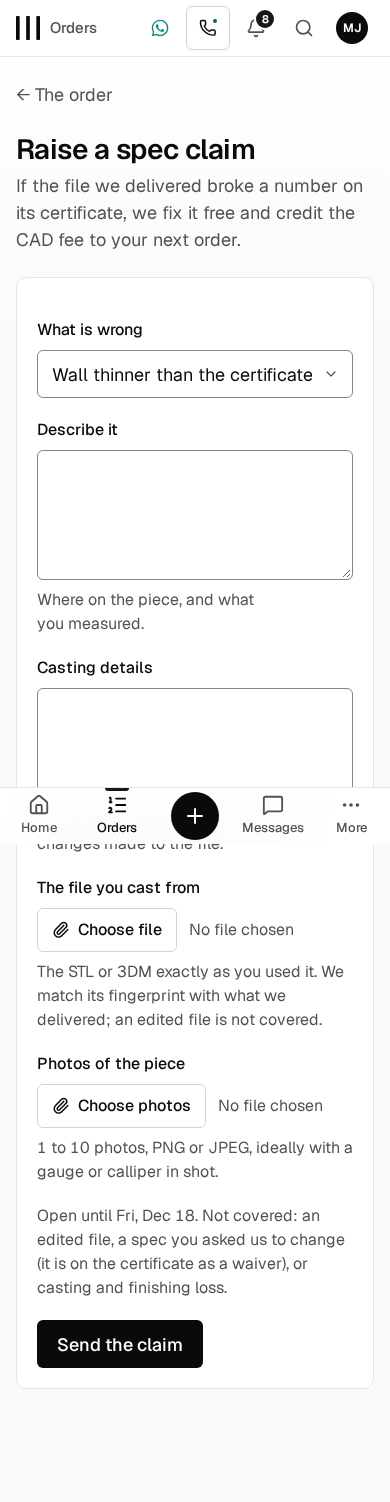 Orders
8
MJ
← The order
Raise a spec claim
If the file we delivered broke a number on
its certificate, we fix it free and credit the
CAD fee to your next order.
What is wrong
Wall thinner than the certificate
Describe it
Where on the piece, and what
you measured.
Casting details
Home
Orders
Messages
More
changes made to the file.
The file you cast from
Choose file
No file chosen
The STL or 3DM exactly as you used it. We
match its fingerprint with what we
delivered; an edited file is not covered.
Photos of the piece
Choose photos
No file chosen
1 to 10 photos, PNG or JPEG, ideally with a
gauge or calliper in shot.
Open until Fri, Dec 18. Not covered: an
edited file, a spec you asked us to change
(it is on the certificate as a waiver), or
casting and finishing loss.
Send the claim